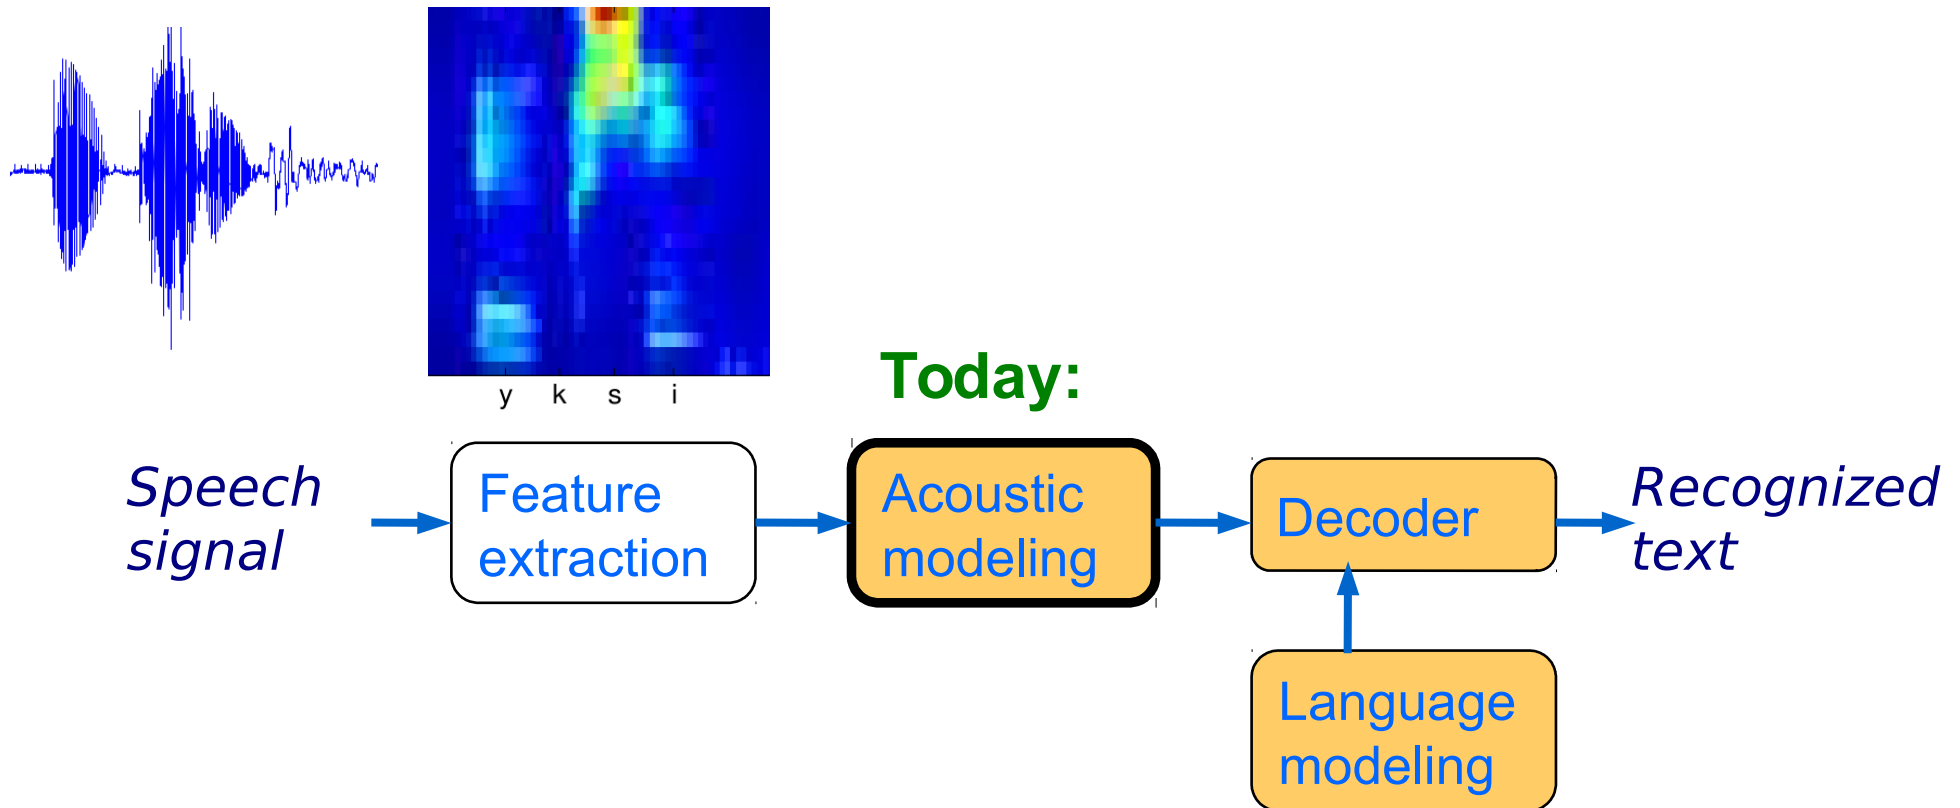 y k s i
Today:
Speech
signal
Feature
extraction
Acoustic
modeling
Decoder
Recognized
text
Language
modeling